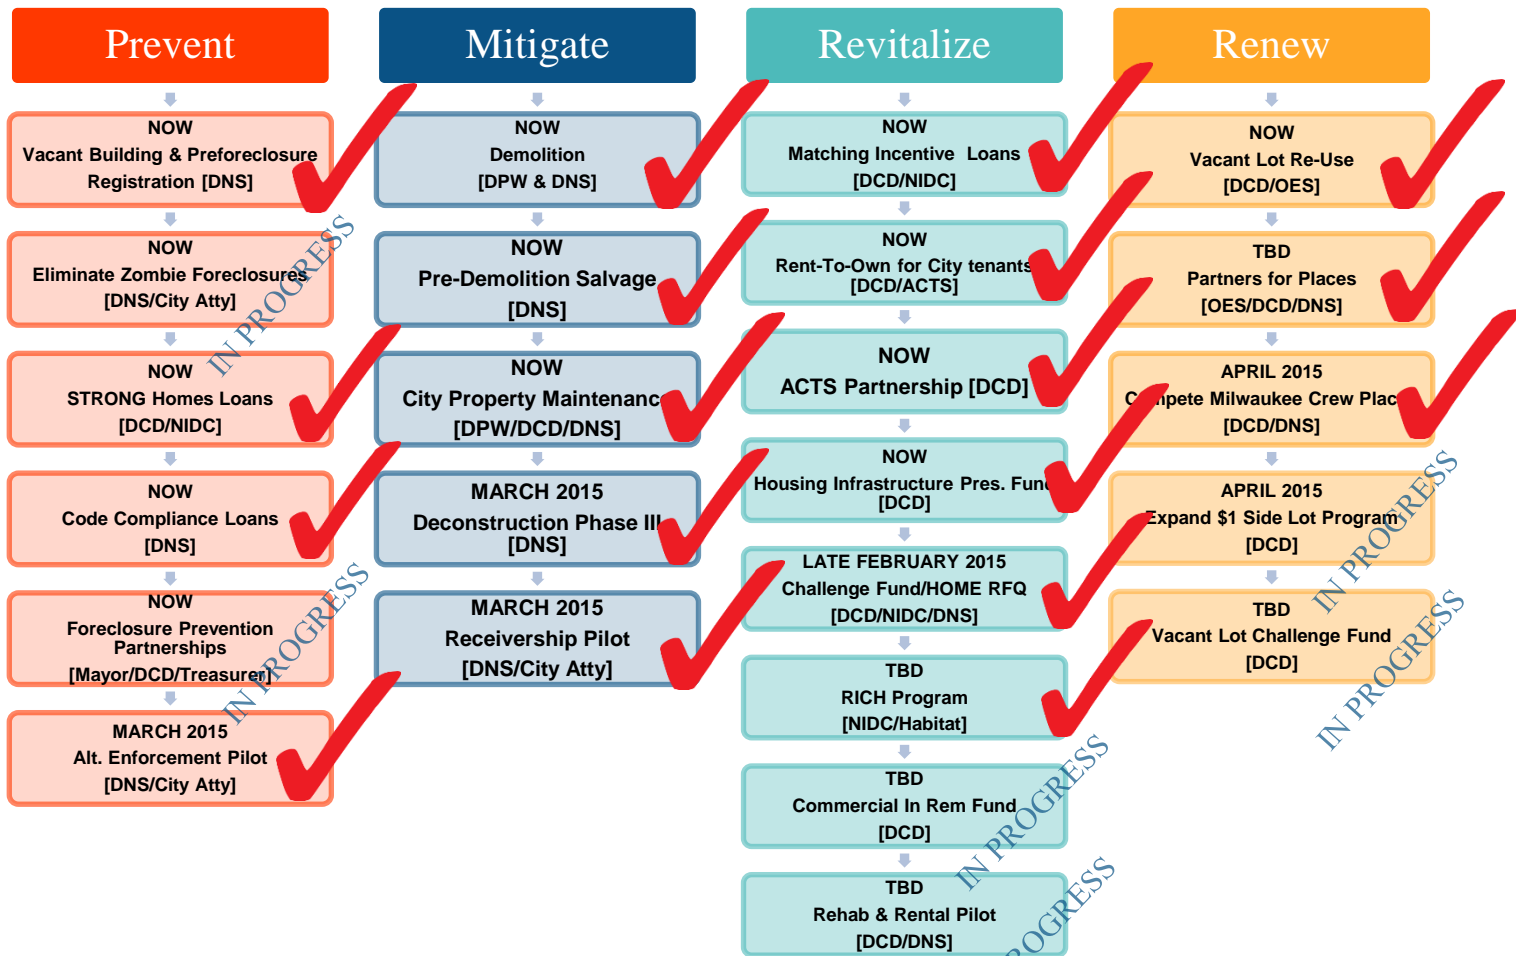 Prevent
NOW
Vacant Building & Preforeclosure
Registration [DNS]
NOW
Eliminate Zombie Foreclosures
[DNS/City Atty]
IN PROGRESS
NOW
STRONG Homes Loans
[DCD/NIDC]
NOW
Code Compliance Loans
[DNS]
NOW
Foreclosure Prevention
Partnerships
[Mayor/DCD/Treasurer]
IN PROGRESS
MARCH 2015
Alt. Enforcement Pilot
[DNS/City Atty]
Mitigate
NOW
Demolition
[DPW & DNS]
NOW
Pre-Demolition Salvage
[DNS]
NOW
City Property Maintenance
[DPW/DCD/DNS]
MARCH 2015
Deconstruction Phase III
[DNS]
MARCH 2015
Receivership Pilot
[DNS/City Atty]
Revitalize
NOW
Matching Incentive Loans
[DCD/NIDC]
NOW
Rent-To-Own for City tenants
[DCD/ACTS]
NOW
ACTS Partnership [DCD]
NOW
Housing Infrastructure Pres. Fund
[DCD]
LATE FEBRUARY 2015
Challenge Fund/HOME RFQ
[DCD/NIDC/DNS]
TBD
RICH Program
[NIDC/Habitat]
TBD
Commercial In Rem Fund
[DCD]
IN PROGRESS
TBD
Rehab & Rental Pilot
[DCD/DNS]
Renew
NOW
Vacant Lot Re-Use
[DCD/OES]
TBD
Partners for Places
[OES/DCD/DNS]
APRIL 2015
Milwaukee Crew
[DCD/DNS]
APRIL 2015
Expand $1 Side Lot Program
[DCD]
IN PROGRESS
TBD
Vacant Lot Challenge Fund
[DCD]
IN PROGRESS